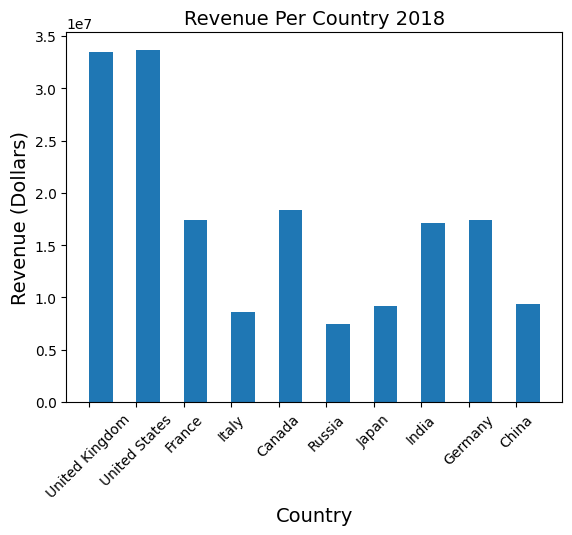 Revenue Per Country 2018
1e7
3.5
3.0
2.5
2.0
1.5
1.0
0.5
0.0
Revenue (Dollars)
United Kingdom
United States
France
Italy
Canada
Russia
Japan
India
Germany
China
Country